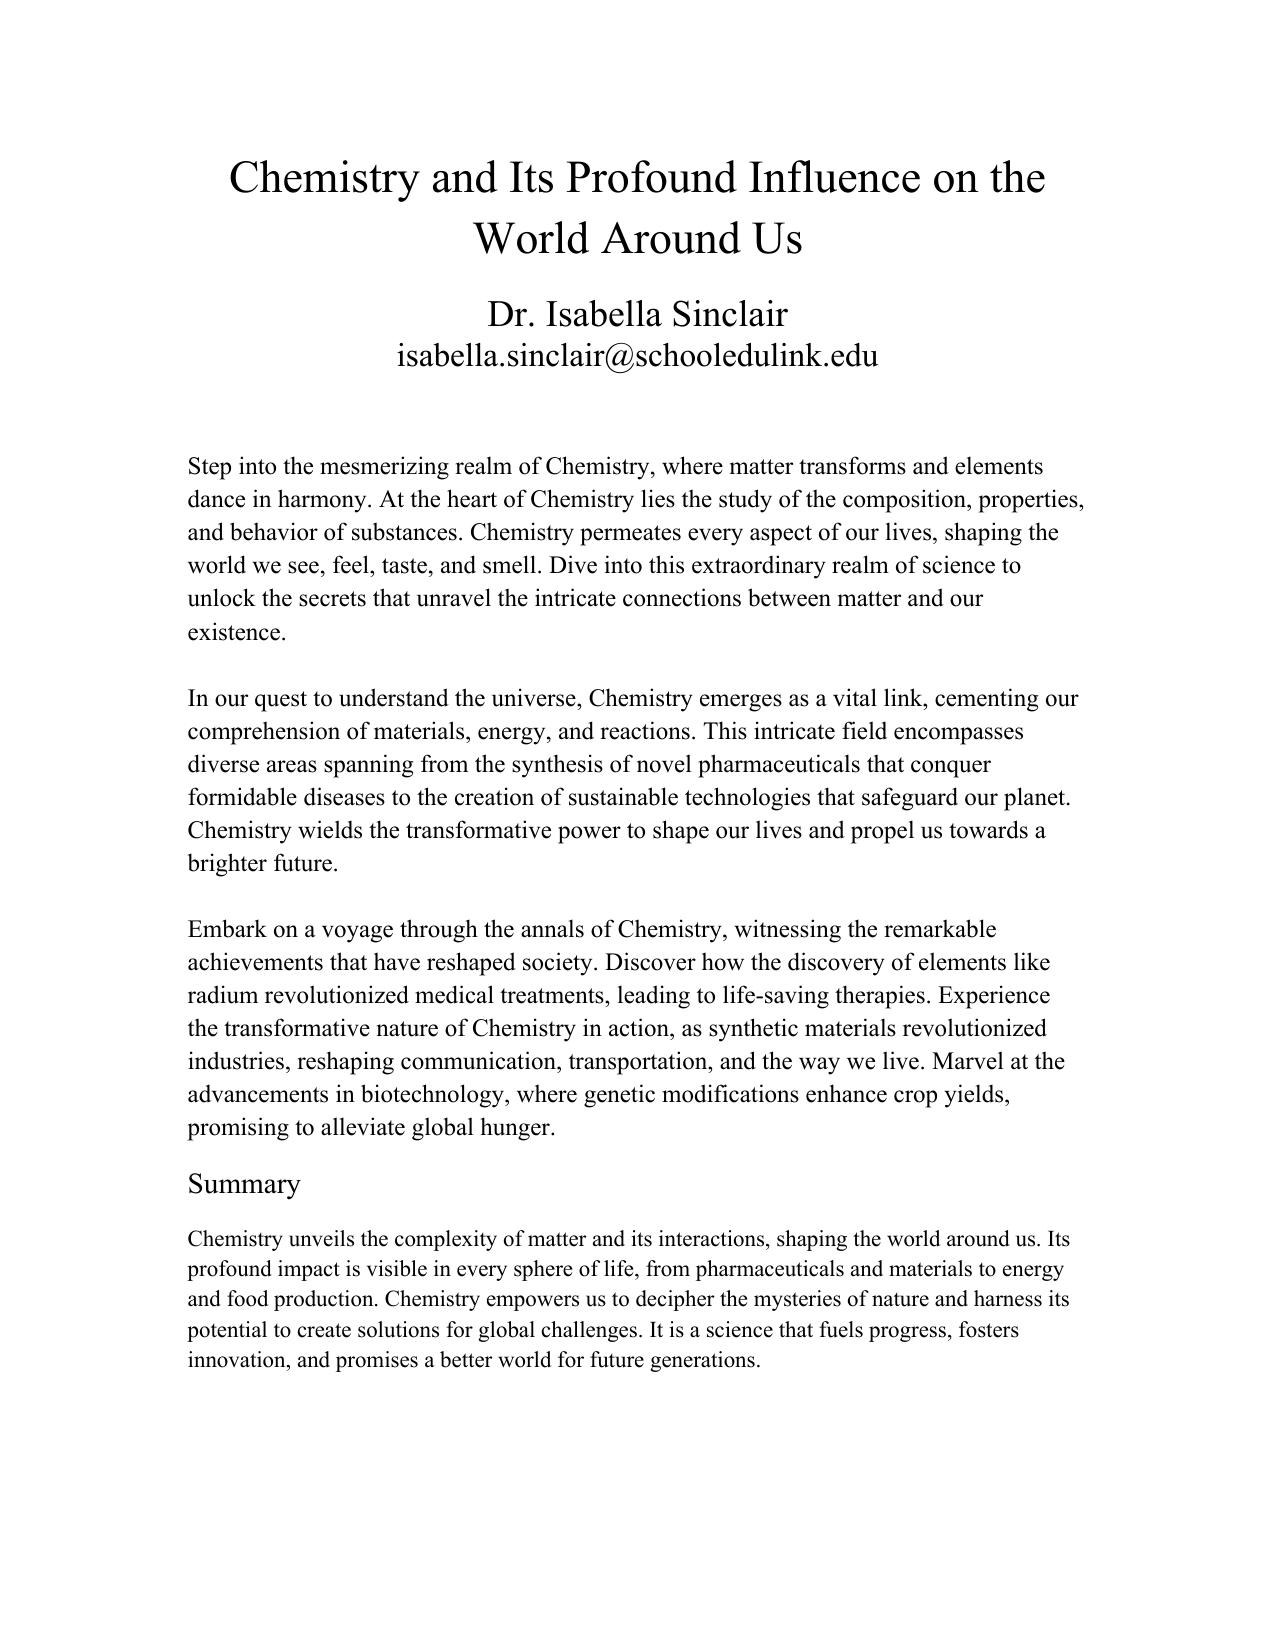 Chemistry and Its Profound Influence on the
World Around Us
Dr. Isabella Sinclair
isabella.sinclair@schooledulink.edu
Step into the mesmerizing realm of Chemistry, where matter transforms and elements
dance in harmony. At the heart of Chemistry lies the study of the composition, properties,
and behavior of substances. Chemistry permeates every aspect of our lives, shaping the
world we see, feel, taste, and smell. Dive into this extraordinary realm of science to
unlock the secrets that unravel the intricate connections between matter and our
existence.
In our quest to understand the universe, Chemistry emerges as a vital link, cementing our
comprehension of materials, energy, and reactions. This intricate field encompasses
diverse areas spanning from the synthesis of novel pharmaceuticals that conquer
formidable diseases to the creation of sustainable technologies that safeguard our planet.
Chemistry wields the transformative power to shape our lives and propel us towards a
brighter future.
Embark on a voyage through the annals of Chemistry, witnessing the remarkable
achievements that have reshaped society. Discover how the discovery of elements like
radium revolutionized medical treatments, leading to life-saving therapies. Experience
the transformative nature of Chemistry in action, as synthetic materials revolutionized
industries, reshaping communication, transportation, and the way we live. Marvel at the
advancements in biotechnology, where genetic modifications enhance crop yields,
promising to alleviate global hunger.
Summary
Chemistry unveils the complexity of matter and its interactions, shaping the world around us. Its
profound impact is visible in every sphere of life, from pharmaceuticals and materials to energy
and food production. Chemistry empowers us to decipher the mysteries of nature and harness its
potential to create solutions for global challenges. It is a science that fuels progress, fosters
innovation, and promises a better world for future generations.